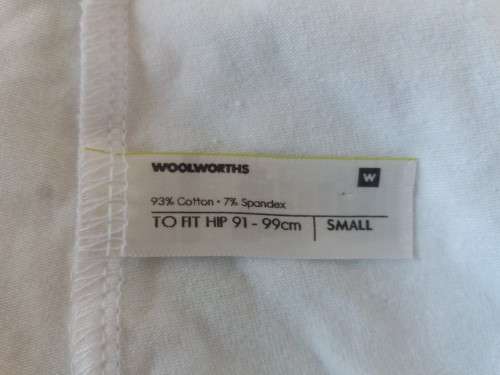 WOOLWORTHS
W
93% Cotton • 7% Spandex
TO FIT HIP 91 - 99cm | SMALL